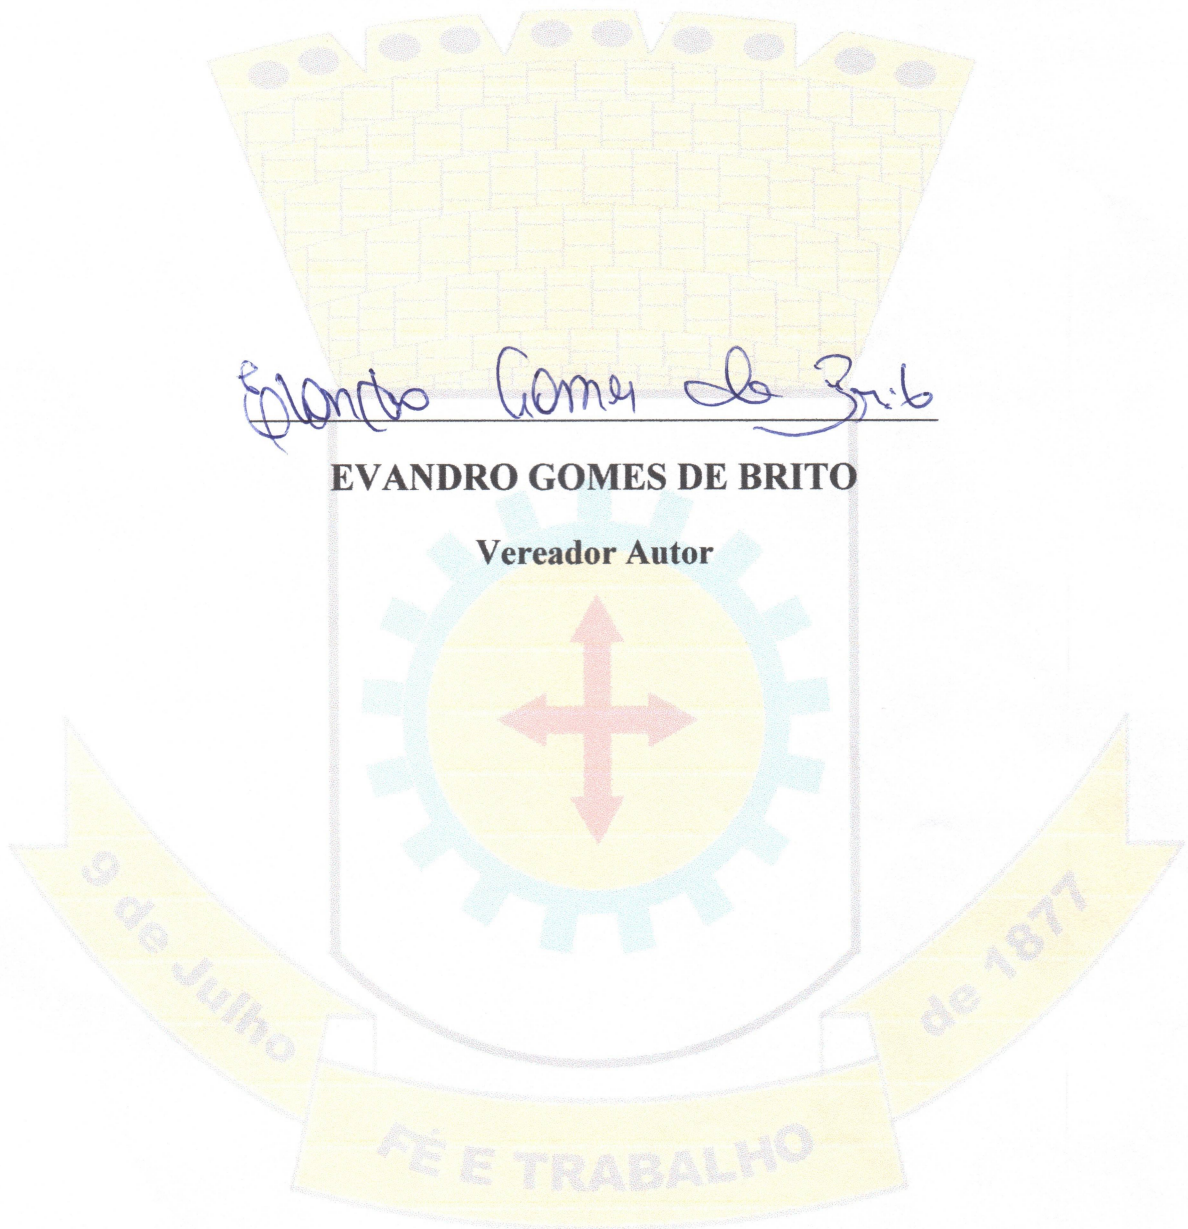 Evandro Gomes de Brito
EVANDRO GOMES DE BRITO
Vereador Autor
9 de Julho
de 1877
FÉ E TRABALHO